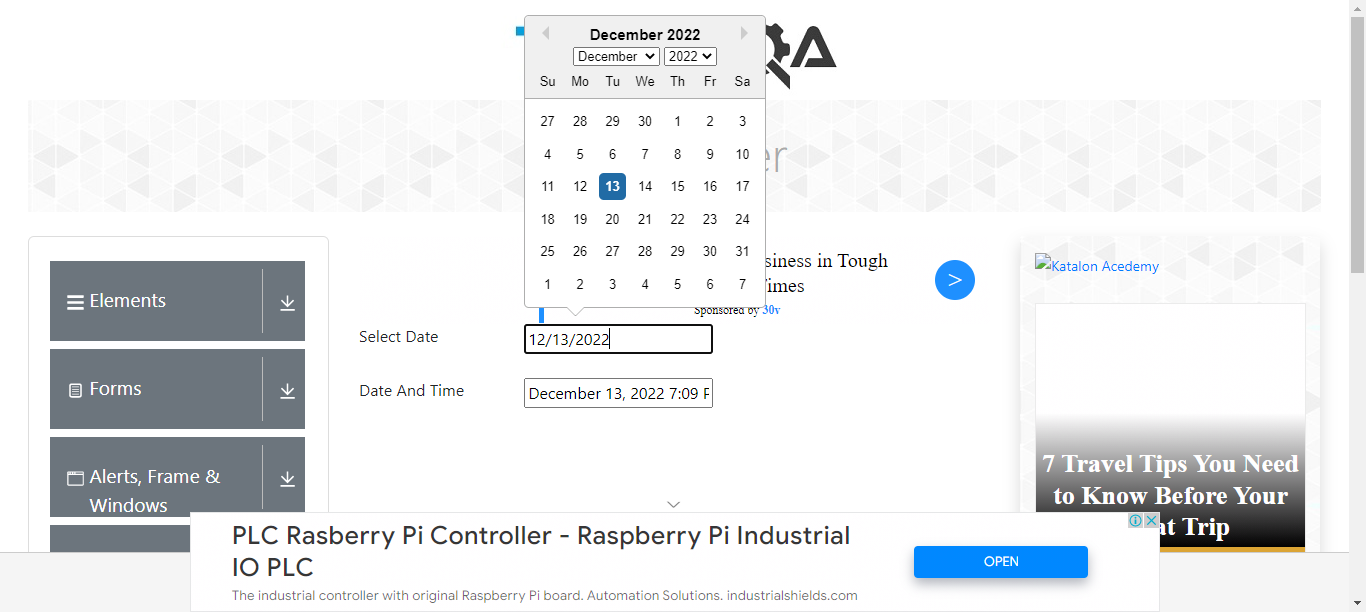 December 2022
December 2022
Su Mo Tu We Th Fr Sa
27 28 29 30 1 2 3
4 5 6 7 8 9 10
11 12 13 14 15 16 17
18 19 20 21 22 23 24
25 26 27 28 29 30 31
1 2 3 4 5 6 7
QA
er
siness in Tough
imes
>
Sponsored by 30v
Elements
Forms
Alerts, Frame &
Windows
Select Date
12/13/2022
Date And Time
December 13, 2022 7:09 P
Katalon Acedemy
7 Travel Tips You Need
to Know Before Your
at Trip
PLC Rasberry Pi Controller - Raspberry Pi Industrial
IO PLC
The industrial controller with original Raspberry Pi board. Automation Solutions. industrialshields.com
OPEN